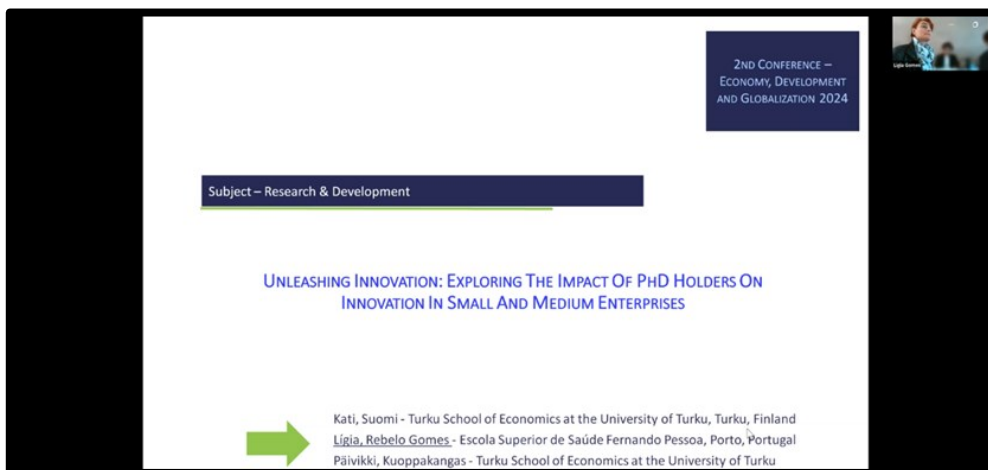 2ND CONFERENCE –
ECONOMY, DEVELOPMENT
AND GLOBALIZATION 2024
Ligia Gomes
Subject – Research & Development
UNLEASHING INNOVATION: EXPLORING THE IMPACT OF PHD HOLDERS ON
INNOVATION IN SMALL AND MEDIUM ENTERPRISES
Kati, Suomi - Turku School of Economics at the University of Turku, Turku, Finland
Lígia, Rebelo Gomes - Escola Superior de Saúde Fernando Pessoa, Porto, Portugal
Päivikki, Kuoppakangas - Turku School of Economics at the University of Turku